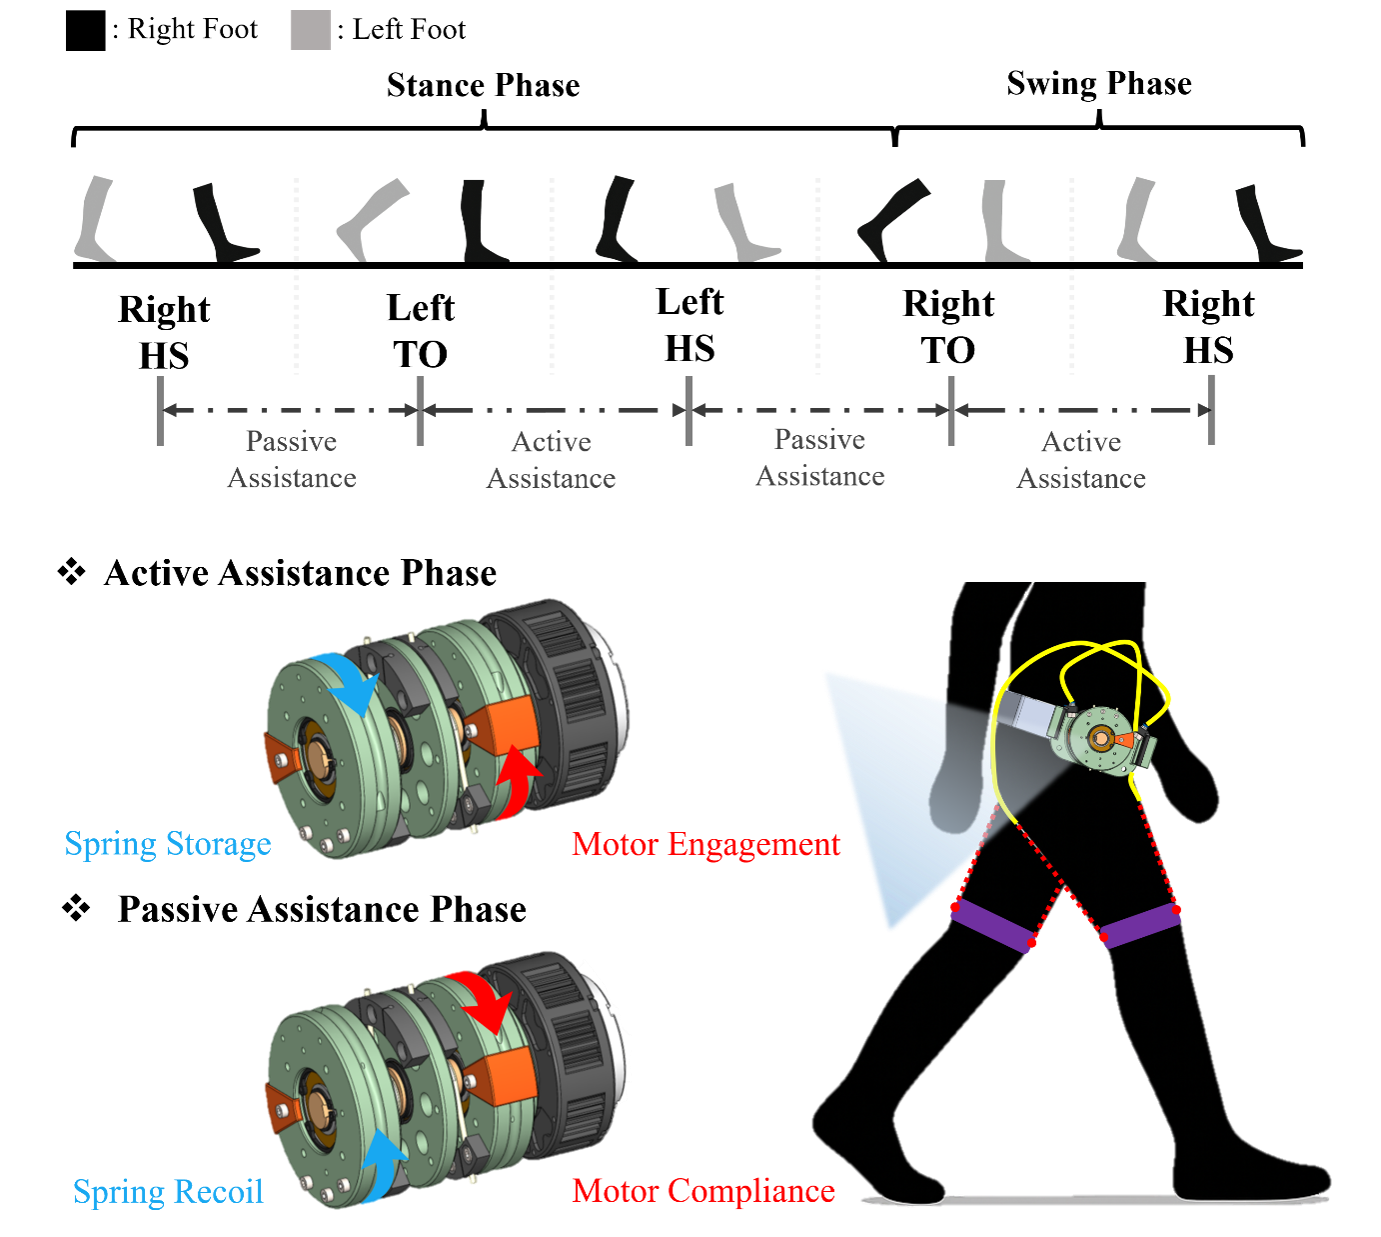 : Right Foot
: Left Foot
Stance Phase
Swing Phase
Right
HS
Left
TO
Left
HS
Right
TO
Right
HS
Passive
Assistance
Active
Assistance
Passive
Assistance
Active
Assistance
❖ Active Assistance Phase
Spring Storage
Motor Engagement
❖ Passive Assistance Phase
Spring Recoil
Motor Compliance